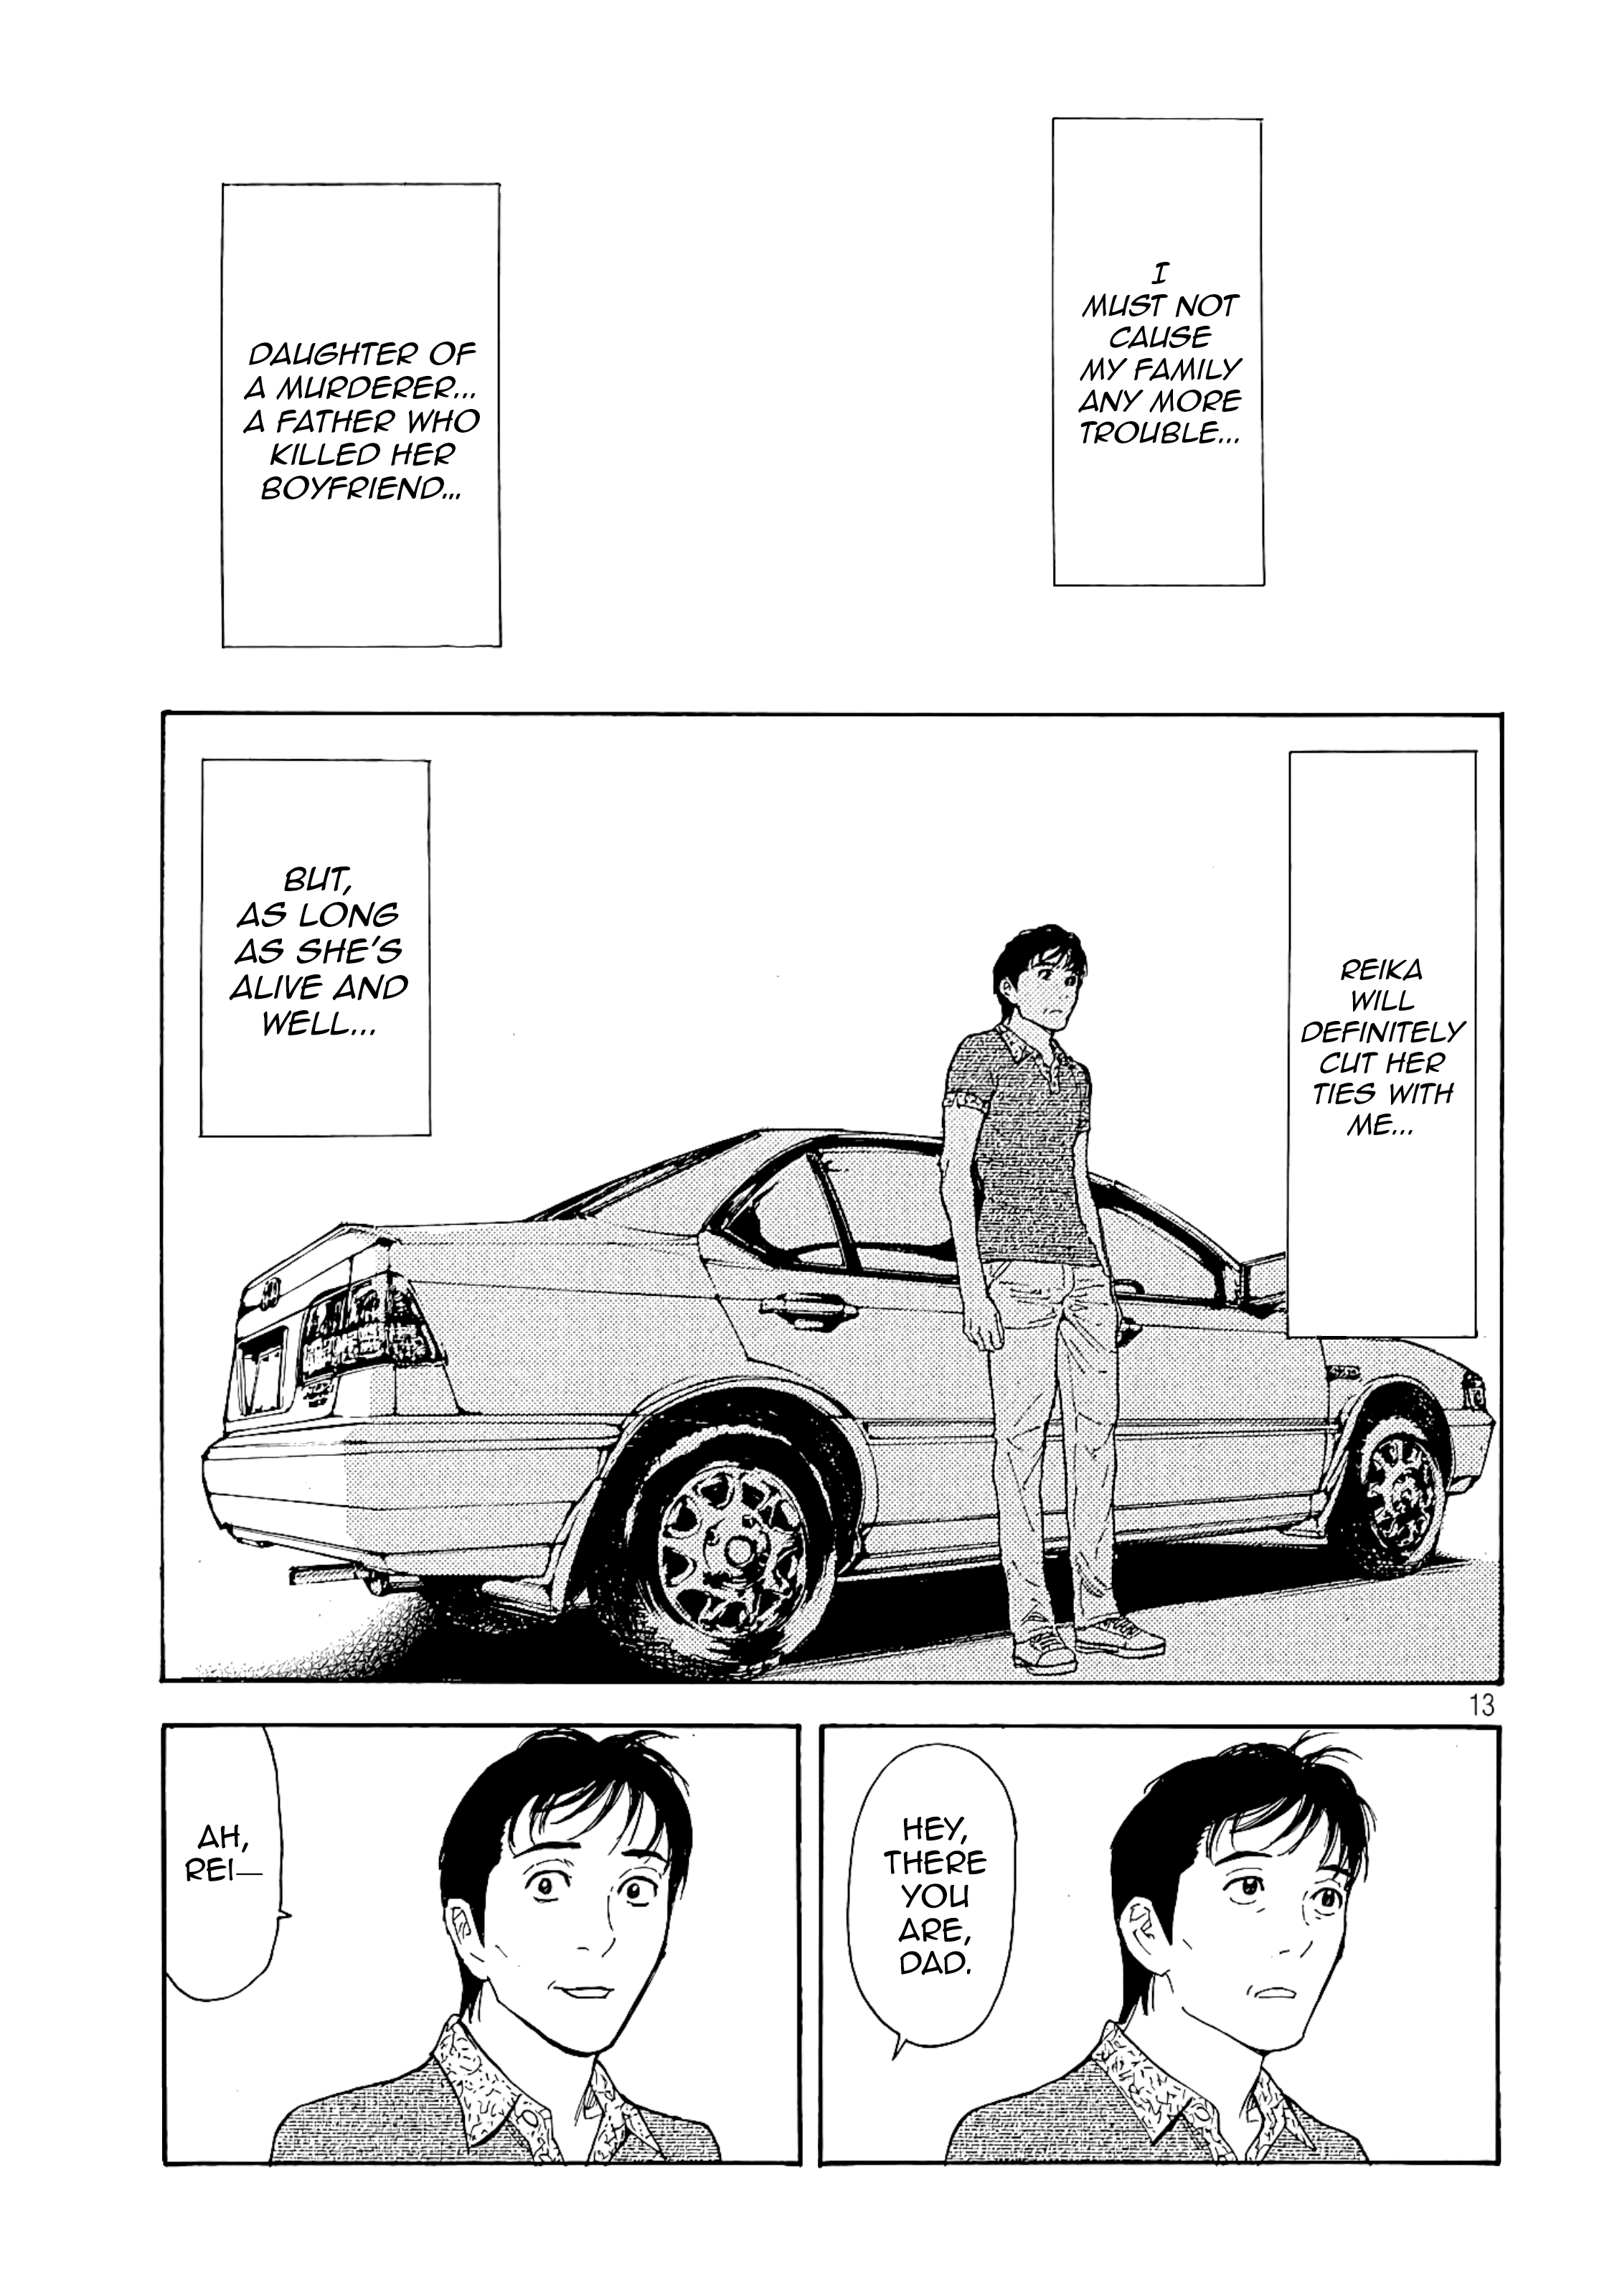 I
MUST NOT
CAUSE
MY FAMILY
ANY MORE
TROUBLE...
DAUGHTER OF
A MURDERER...
A FATHER WHO
KILLED HER
BOYFRIEND...
REIKA
WILL
DEFINITELY
CUT HER
TIES WITH
ME...
BUT,
AS LONG
AS SHE'S
ALIVE AND
WELL...
13
HEY,
THERE
YOU
ARE,
DAD.
AH,
REI—